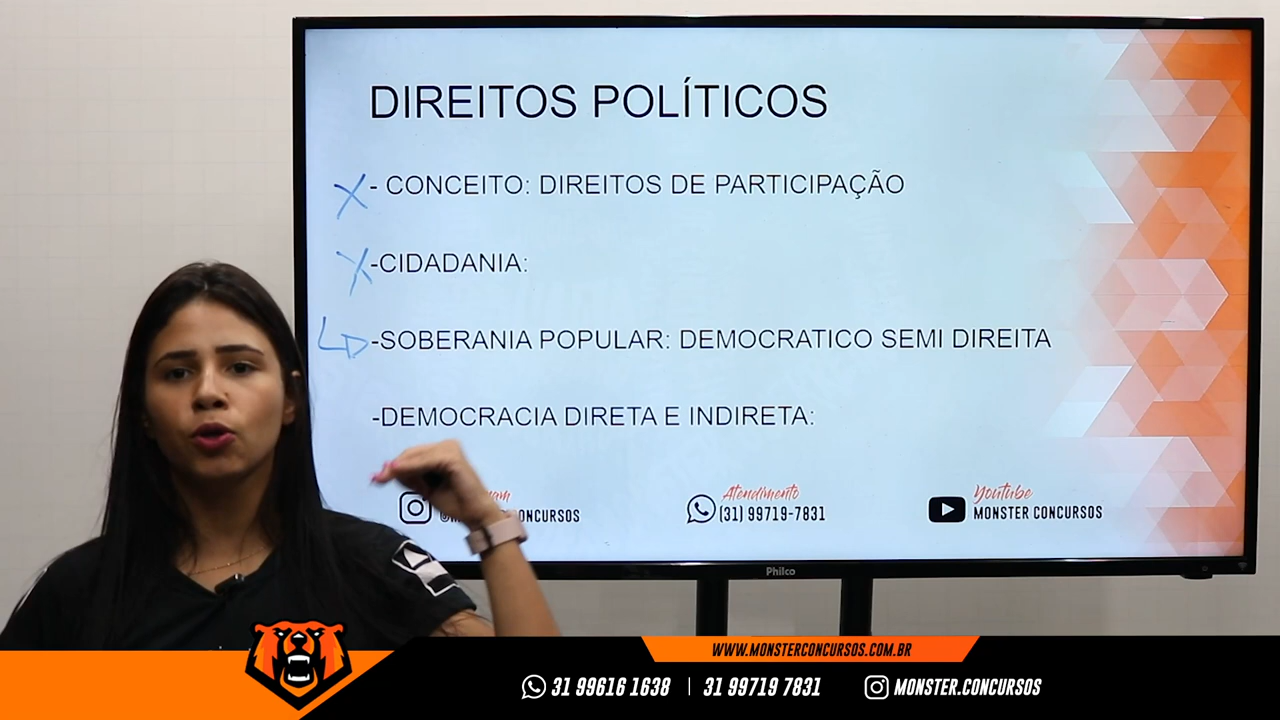 DIREITOS POLÍTICOS
- CONCEITO: DIREITOS DE PARTICIPAÇÃO
-CIDADANIA:
-SOBERANIA POPULAR: DEMOCRATICO SEMI DIREITA
-DEMOCRACIA DIRETA E INDIRETA:
CONCURSOS
Atendimento
(31) 99719-7831
Youtube
MONSTER CONCURSOS
Philco
WWW.MONSTERCONCURSOS.COM.BR
31 99616 1638 | 31 99719 7831 MONSTER.CONCURSOS